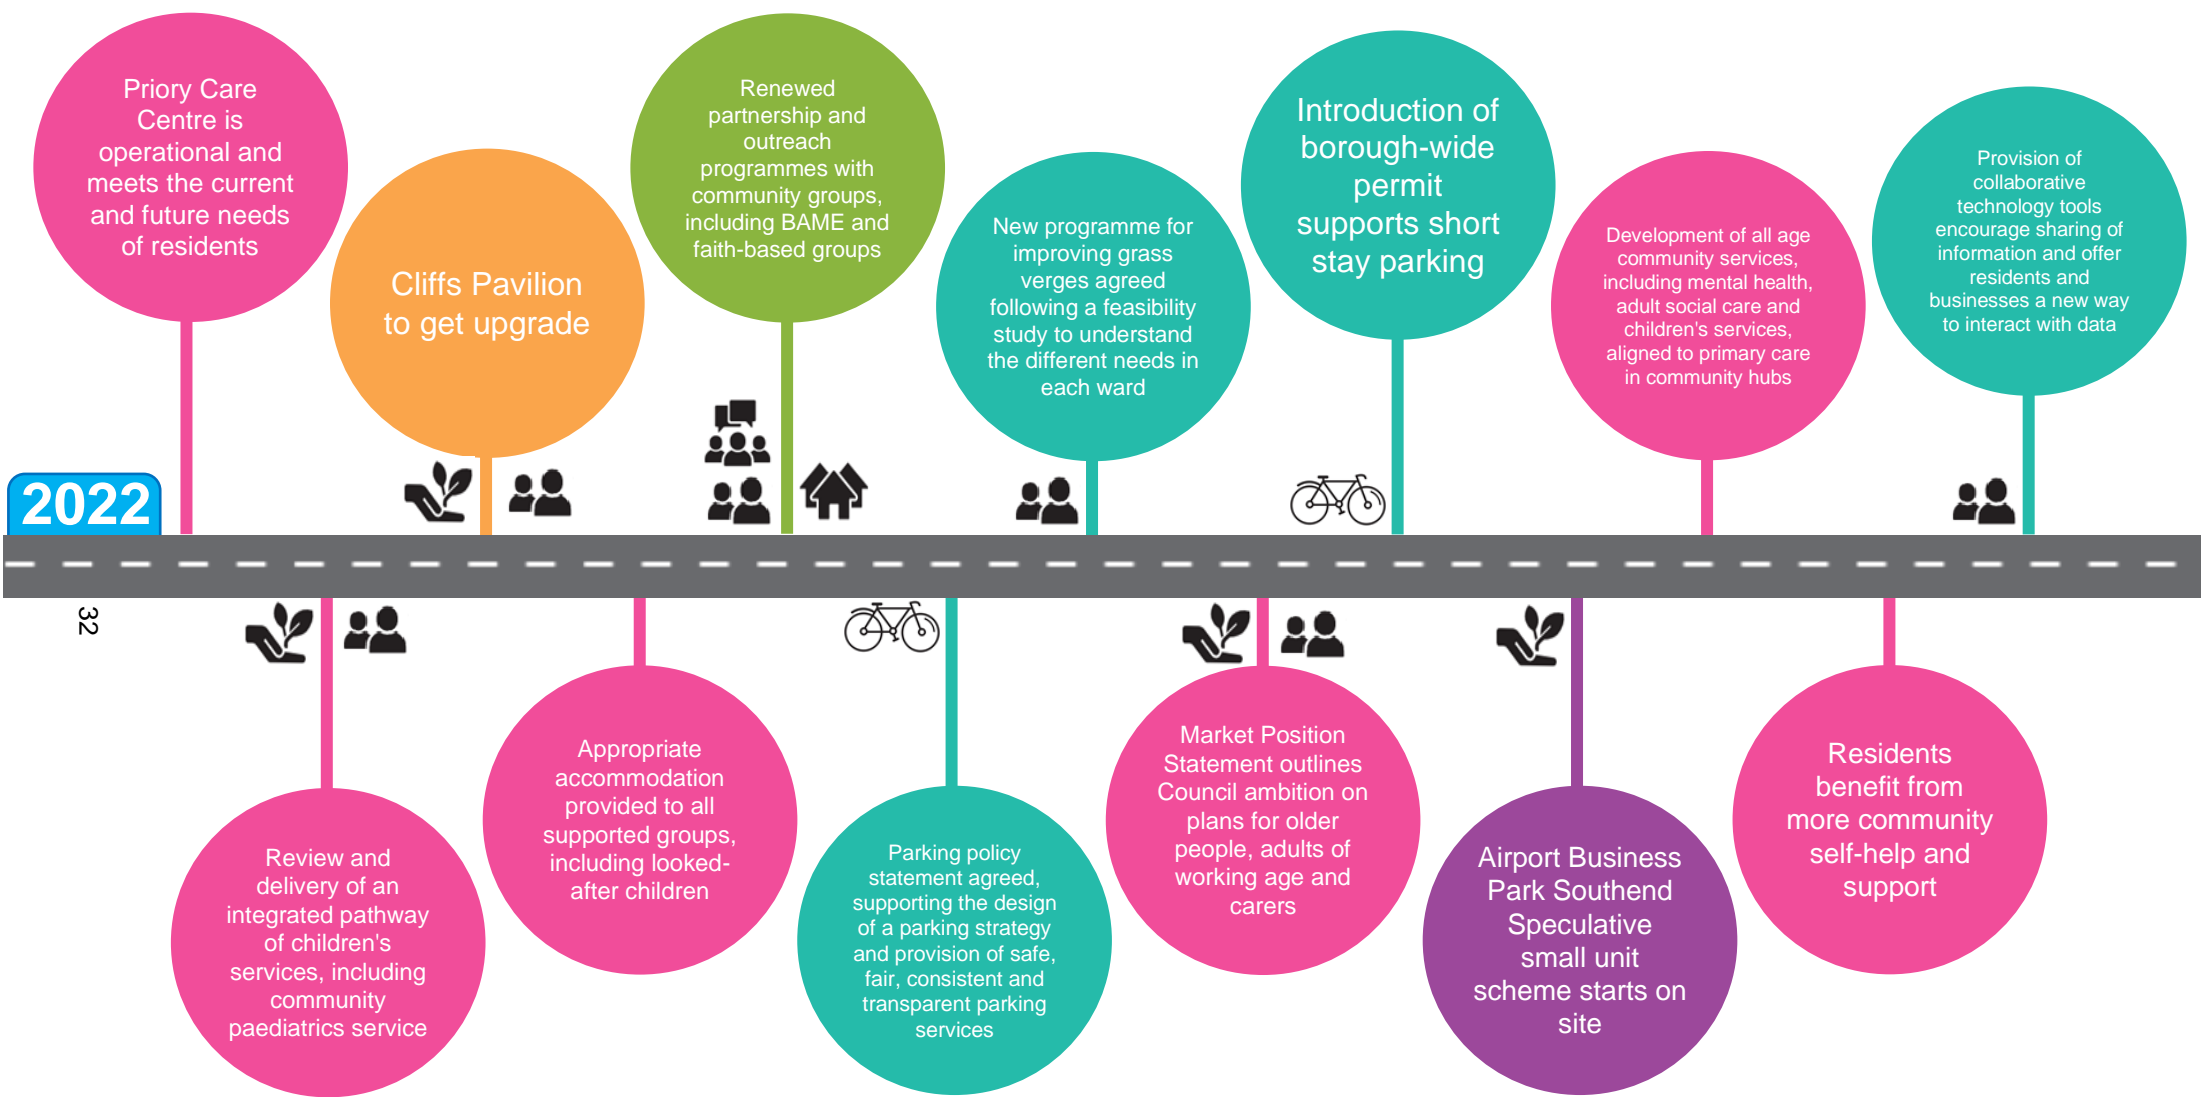 Priory Care
Centre is
operational and
meets the current
and future needs
of residents
Cliffs Pavilion
to get upgrade
Renewed
partnership and
outreach
programmes with
community groups,
including BAME and
faith-based groups
New programme for
improving grass
verges agreed
following a feasibility
study to understand
the different needs in
each ward
Introduction of
borough-wide
permit
supports short
stay parking
Development of all age
community services,
including mental health,
adult social care and
children's services,
aligned to primary care
in community hubs
Provision of
collaborative
technology tools
encourage sharing of
information and offer
residents and
businesses a new way
to interact with data
2022
32
Review and
delivery of an
integrated pathway
of children's
services, including
community
paediatrics service
Appropriate
accommodation
provided to all
supported groups,
including looked-
after children
Parking policy
statement agreed,
supporting the design
of a parking strategy
and provision of safe,
fair, consistent and
transparent parking
services
Market Position
Statement outlines
Council ambition on
plans for older
people, adults of
working age and
carers
Airport Business
Park Southend
Speculative
small unit
scheme starts on
site
Residents
benefit from
more community
self-help and
support